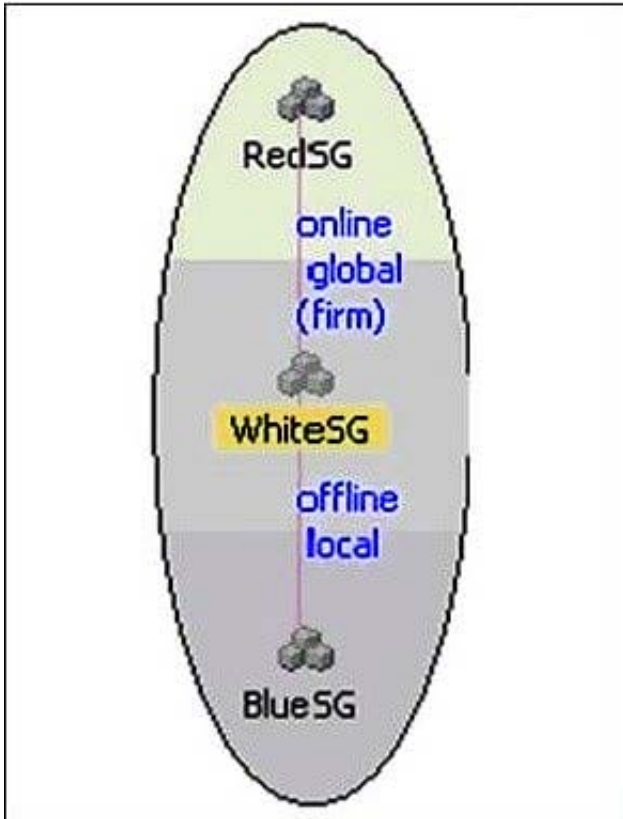 RedSG
online
global
(firm)
WhiteSG
offline
local
BlueSG